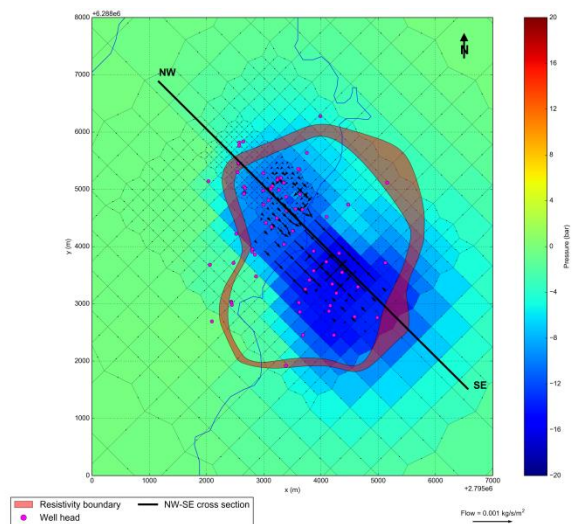 +6.288e6
8000
7000
6000
5000
4000
3000
2000
1000
0
y (m)
NW
N
SE
0
1000
2000
3000
4000
5000
6000
7000
x (m)
+2.795e6
20
16
12
8
4
0
−4
−8
−12
−16
−20
Pressure (bar)
Resistivity boundary
NW-SE cross section
Well head
Flow = 0.001 kg/s/m²